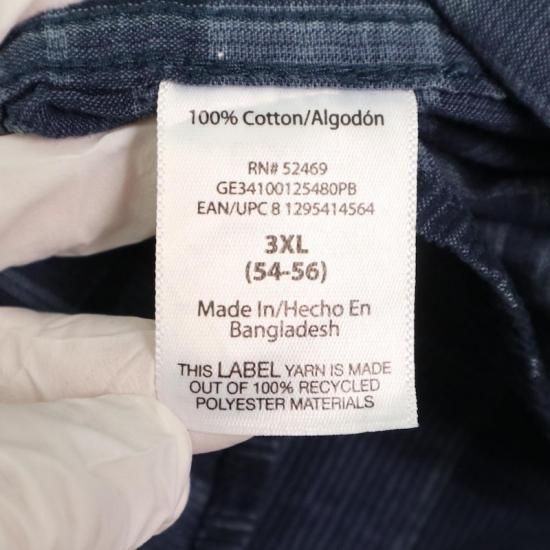 100% Cotton/Algodón
RN# 52469
GE34100125480PB
EAN/UPC 8 1295414564
3XL
(54-56)
Made In/Hecho En
Bangladesh
THIS LABEL YARN IS MADE
OUT OF 100% RECYCLED
POLYESTER MATERIALS